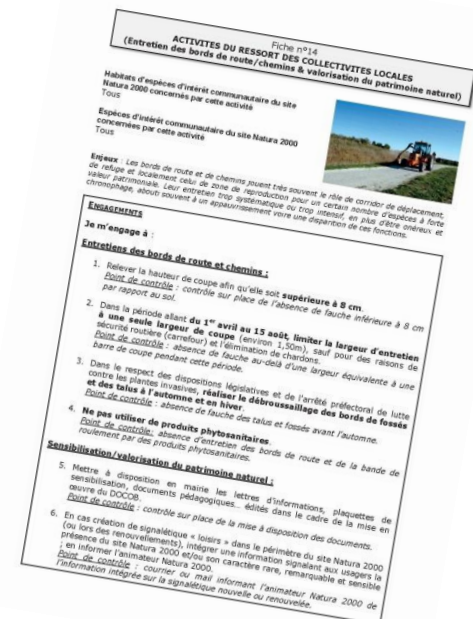 Fiche n°14
ACTIVITES DU RESSORT DES COLLECTIVITES LOCALES
(Entretien des bords de route/chemins & valorisation du patrimoine naturel)
Habitats d'espèces d'intérêt communautaire du site
Natura 2000 concernés par cette activité
Tous
Espèces d'intérêt communautaire du site Natura 2000
concernées par cette activité
Tous
Enjeux : Les bords de route et de chemins jouent très souvent le rôle de corridor de déplacement,
de refuge et localement celui de zone de reproduction pour un certain nombre d'espèces à forte
valeur patrimoniale. Leur entretien trop systématique ou trop intensif, en plus d'être onéreux et
chronophage, abouti souvent à un appauvrissement voire une disparition de ces fonctions.
ENGAGEMENTS
Je m'engage à :
Entretiens des bords de route et chemins :
1. Relever la hauteur de coupe afin qu'elle soit supérieure à 8 cm.
Point de contrôle : contrôle sur place de l'absence de fauche inférieure à 8 cm
par rapport au sol.
2. Dans la période allant du 1er avril au 15 août, limiter la largeur d'entretien
à une seule largeur de coupe (environ 1,50m), sauf pour des raisons de
sécurité routière (carrefour) et l'élimination de chardons.
Point de contrôle : absence de fauche au-delà d'une largeur équivalente à une
barre de coupe pendant cette période.
3. Dans le respect des dispositions législatives et de l'arrêté préfectoral de lutte
contre les plantes invasives, réaliser le débroussaillage des bords de fossés
et des talus à l'automne et en hiver.
Point de contrôle : absence de fauche des talus et fossés avant l'automne.
4. Ne pas utiliser de produits phytosanitaires.
Point de contrôle: absence d'entretien des bords de route et de la bande de
roulement par des produits phytosanitaires.
Sensibilisation/valorisation du patrimoine naturel :
5. Mettre à disposition en mairie les lettres d'informations, plaquettes de
sensibilisation, documents pédagogiques... édités dans le cadre de la mise en
œuvre du DOCOB.
Point de contrôle : contrôle sur place de la mise à disposition des documents.
6. En cas création de signalétique « loisirs » dans le périmètre du site Natura 2000
(ou lors des renouvellements), intégrer une information signalant aux usagers la
présence du site Natura 2000 et/ou son caractère rare, remarquable et sensible
; en informer l'animateur Natura 2000.
Point de contrôle : courrier ou mail informant l'animateur Natura 2000 de
l'information intégrée sur la signalétique nouvelle ou renouvelée.